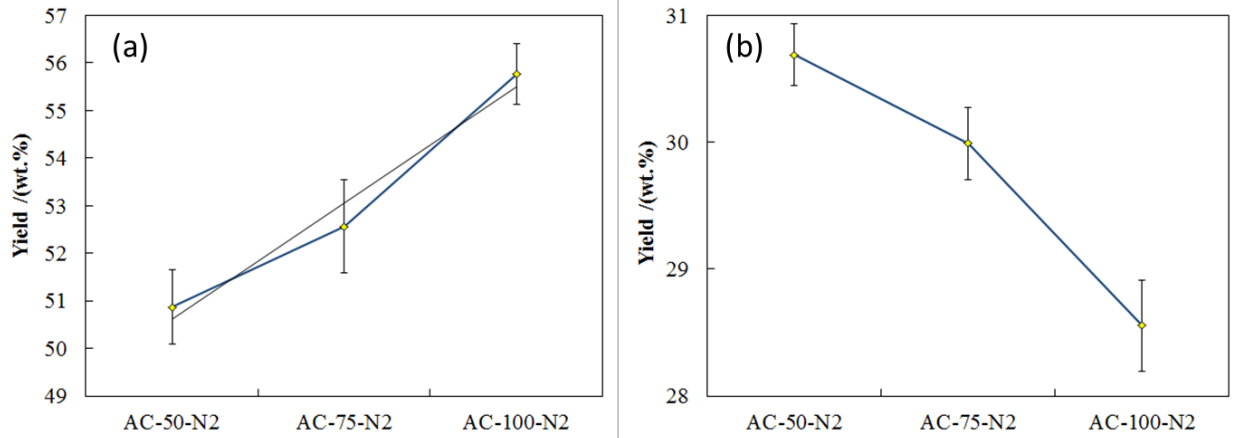 (a)
Yield /(wt.%)
57
56
55
54
53
52
51
50
49
AC-50-N2 AC-75-N2 AC-100-N2
(b)
Yield /(wt.%)
31
30
29
28
AC-50-N2 AC-75-N2 AC-100-N2